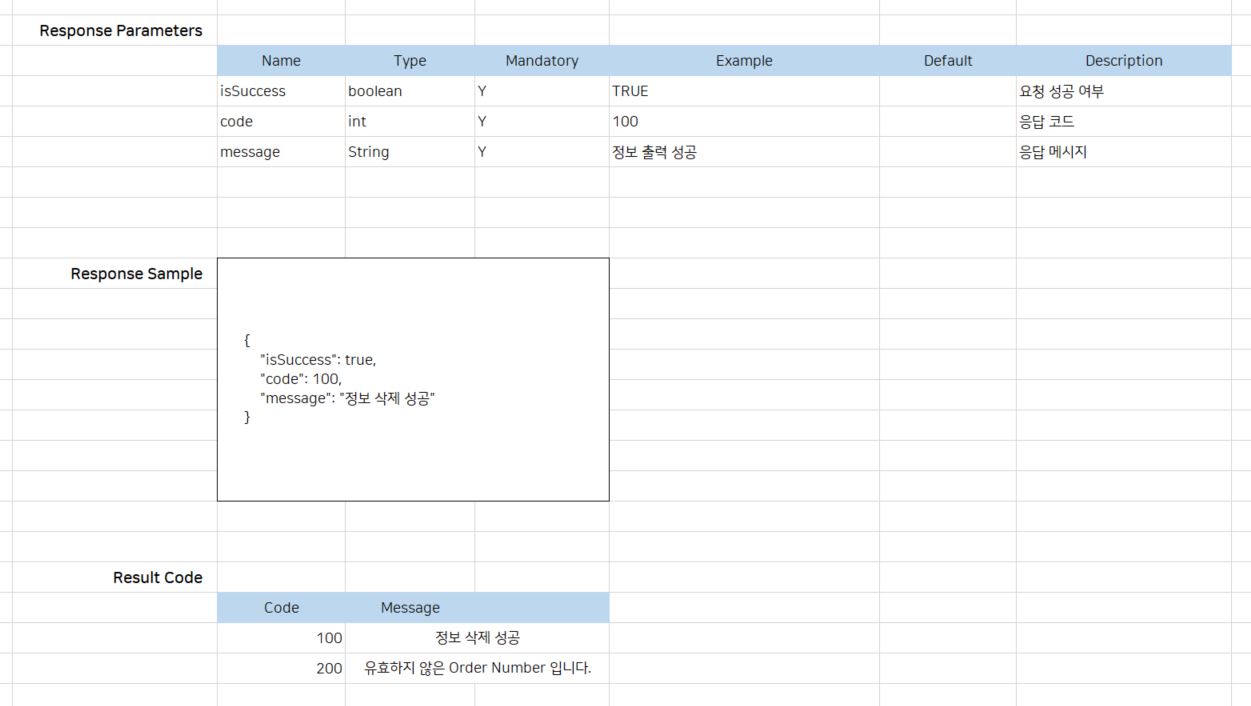 Response Parameters
Name Type Mandatory Example Default Description
isSuccess boolean Y TRUE 요청 성공 여부
code int Y 100 응답 코드
message String Y 정보 출력 성공 응답 메시지
Response Sample
{
"isSuccess": true,
"code": 100,
"message": "정보 삭제 성공"
}
Result Code
Code Message
100 정보 삭제 성공
200 유효하지 않은 Order Number 입니다.